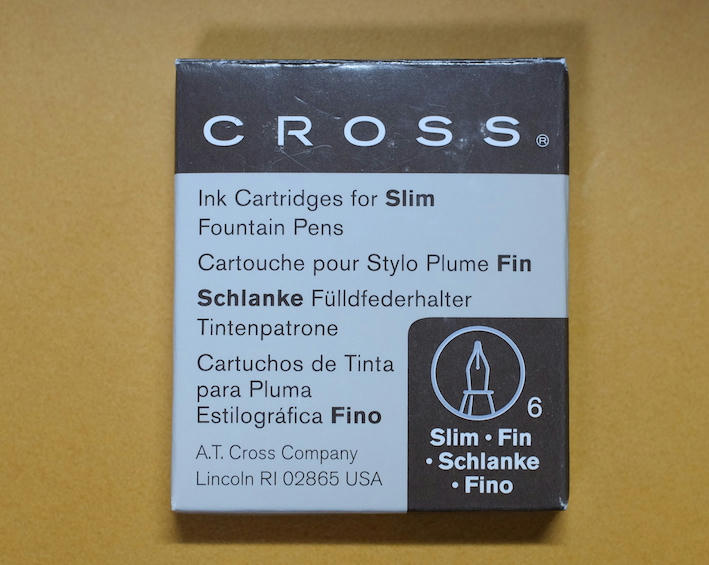 CROSS®
Ink Cartridges for Slim
Fountain Pens
Cartouche pour Stylo Plume Fin
Schlanke Fülldfederhalter
Tintenpatrone
Cartuchos de Tinta
para Pluma
Estilográfica Fino
A.T. Cross Company
Lincoln RI 02865 USA
6
Slim • Fin
• Schlanke
• Fino